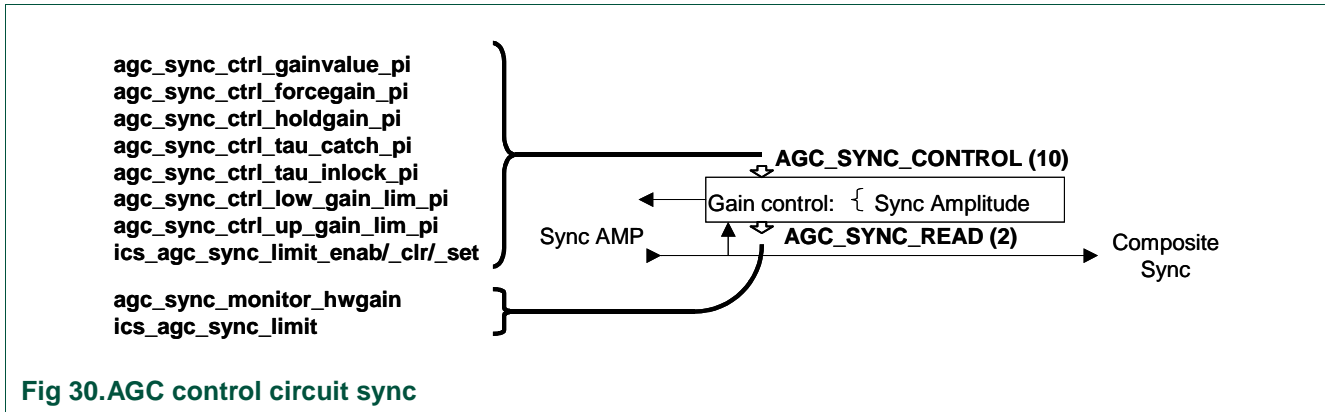 agc_sync_ctrl_gainvalue_pi
agc_sync_ctrl_forcegain_pi
agc_sync_ctrl_holdgain_pi
agc_sync_ctrl_tau_catch_pi
agc_sync_ctrl_tau_inlock_pi
agc_sync_ctrl_low_gain_lim_pi
agc_sync_ctrl_up_gain_lim_pi
ics_agc_sync_limit_enab/_clr/_set
agc_sync_monitor_hwgain
ics_agc_sync_limit
AGC_SYNC_CONTROL (10)
Gain control: { Sync Amplitude
AGC_SYNC_READ (2)
Sync AMP
Composite
Sync
Fig 30.AGC control circuit sync